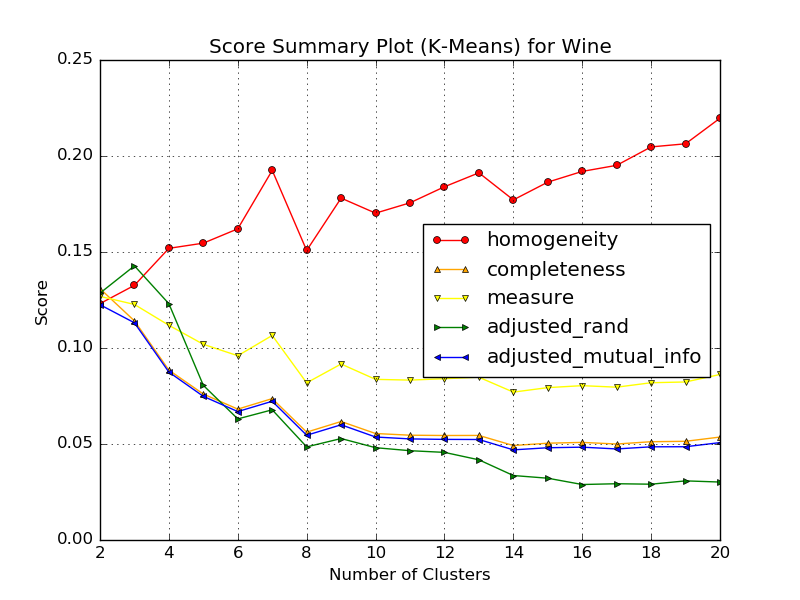 Score Summary Plot (K-Means) for Wine
0.25
0.20
0.15
0.10
0.05
0.00
Score
homogeneity
completeness
measure
adjusted_rand
adjusted_mutual_info
2 4 6 8 10 12 14 16 18 20
Number of Clusters